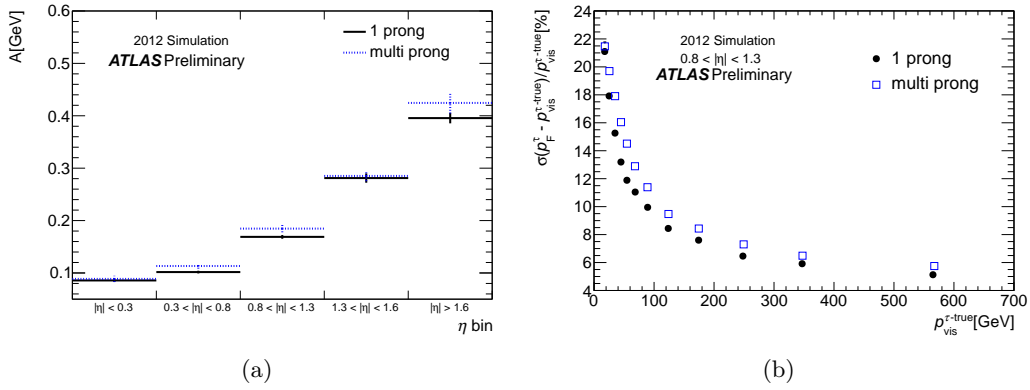 A[GeV]
0.6
0.5
0.4
0.3
0.2
0.1
2012 Simulation
ATLAS Preliminary
1 prong
multi prong
|η| < 0.3
0.3 < |η| < 0.8
0.8 < |η| < 1.3
1.3 < |η| < 1.6
|η| > 1.6
η bin
(a)
σ(p_F^τ - p_vis^τ-true)/p_vis^τ-true[%]
24
22
20
18
16
14
12
10
8
6
4
2012 Simulation
0.8 < |η| < 1.3
ATLAS Preliminary
1 prong
multi prong
0 100 200 300 400 500 600 700
p_vis^τ-true[GeV]
(b)